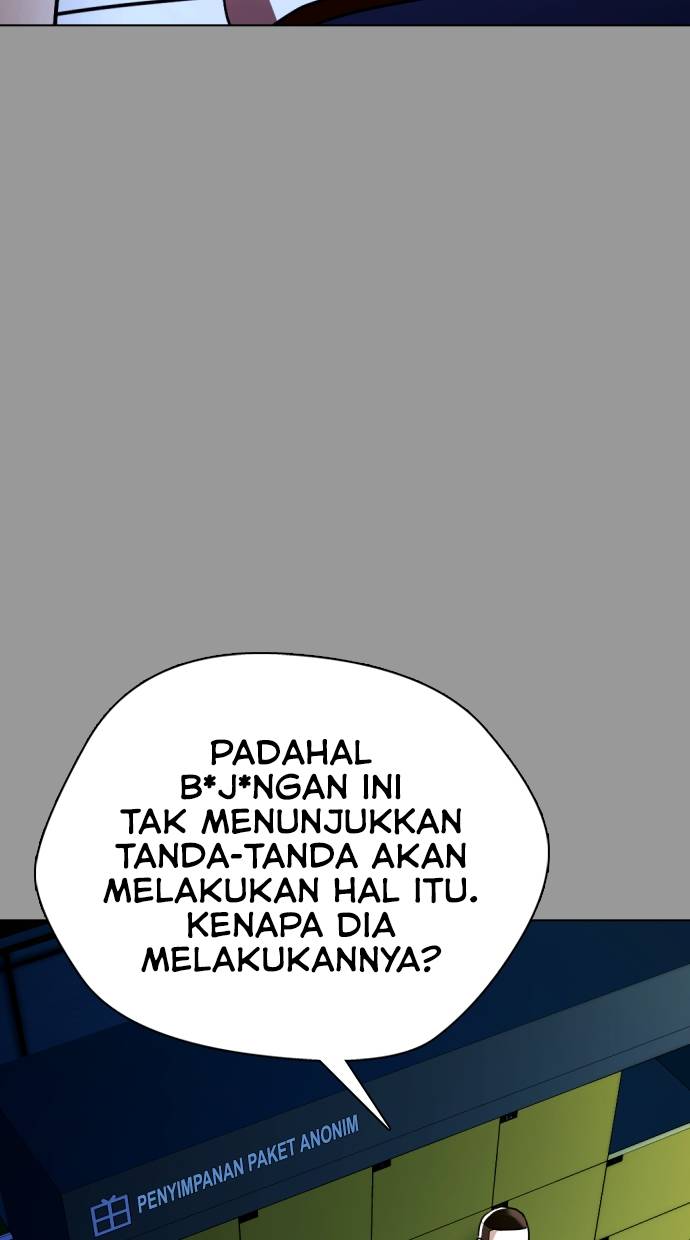 PADAHAL
B*J*NGAN INI
TAK MENUNJUKKAN
TANDA-TANDA AKAN
MELAKUKAN HAL ITU.
KENAPA DIA
MELAKUKANNYA?
PENYIMPANAN PAKET ANONIM